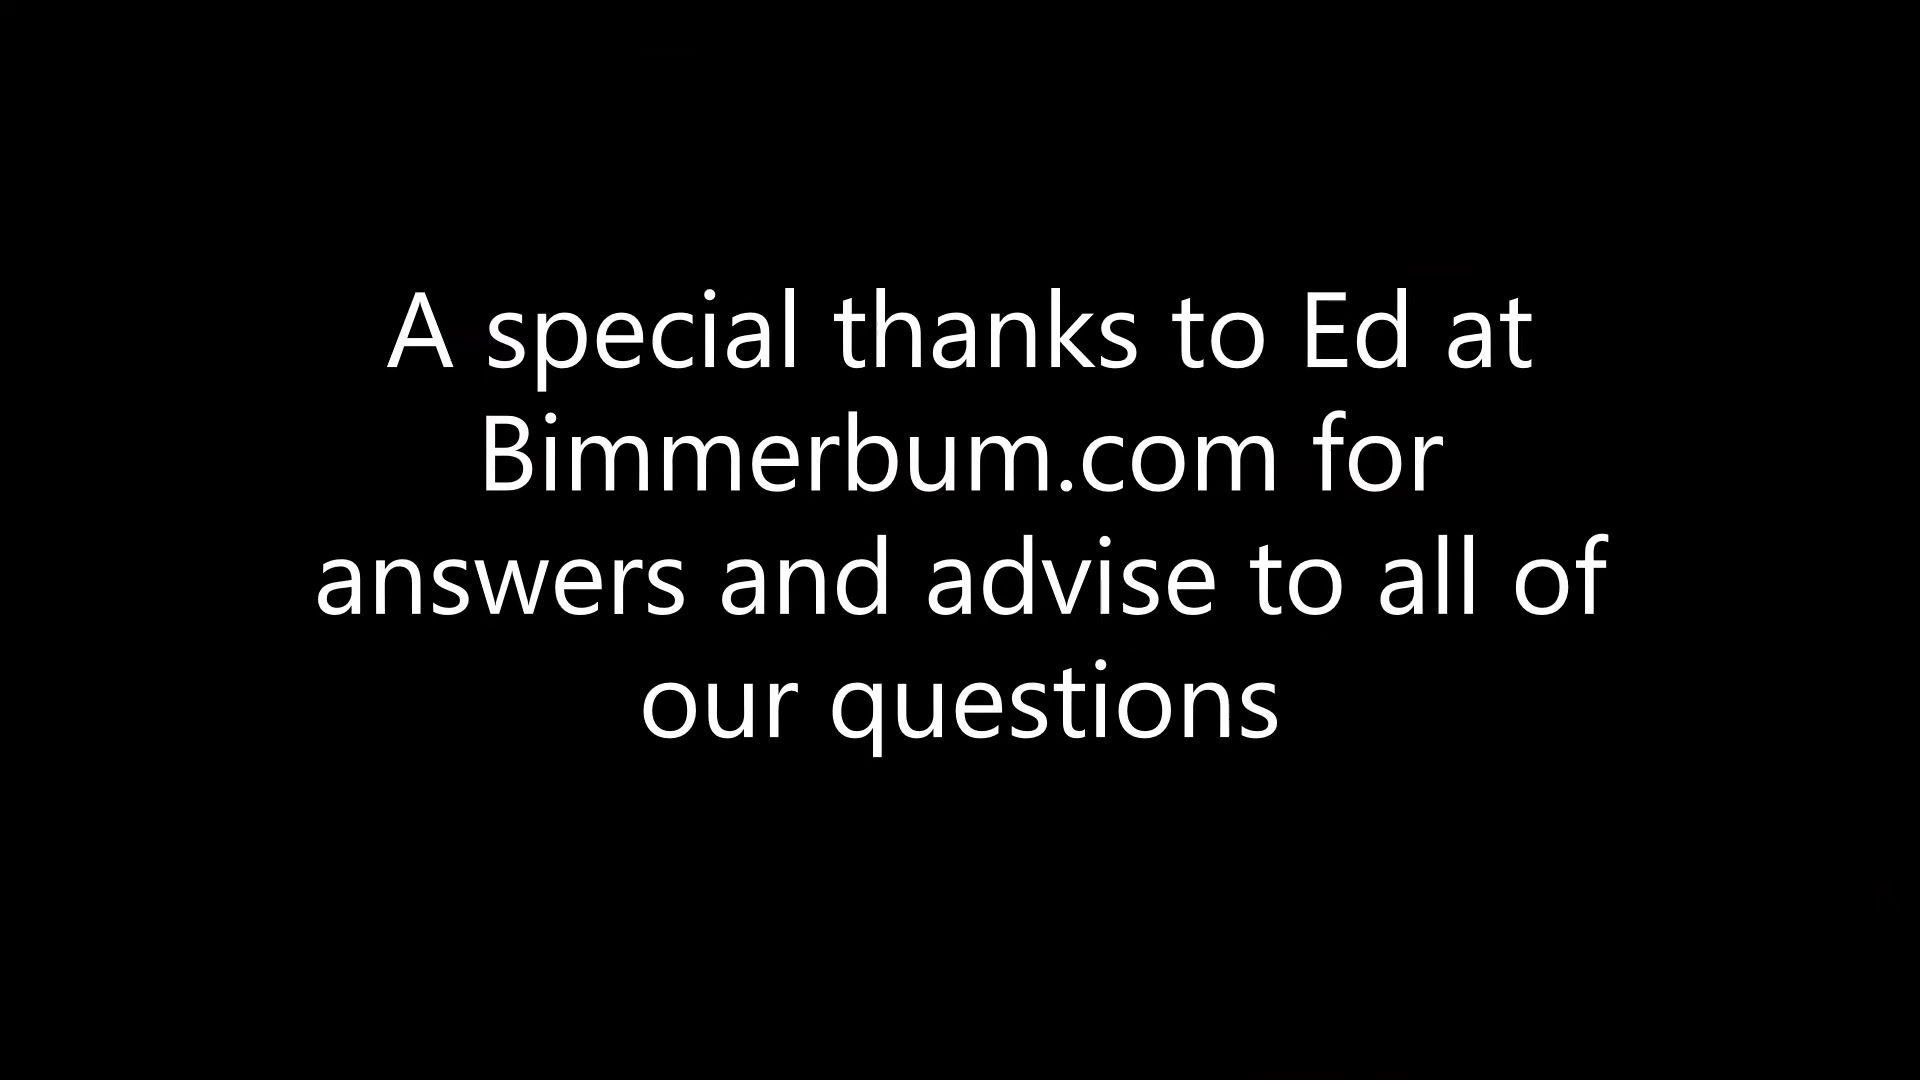 A special thanks to Ed at
Bimmerbum.com for
answers and advise to all of
our questions